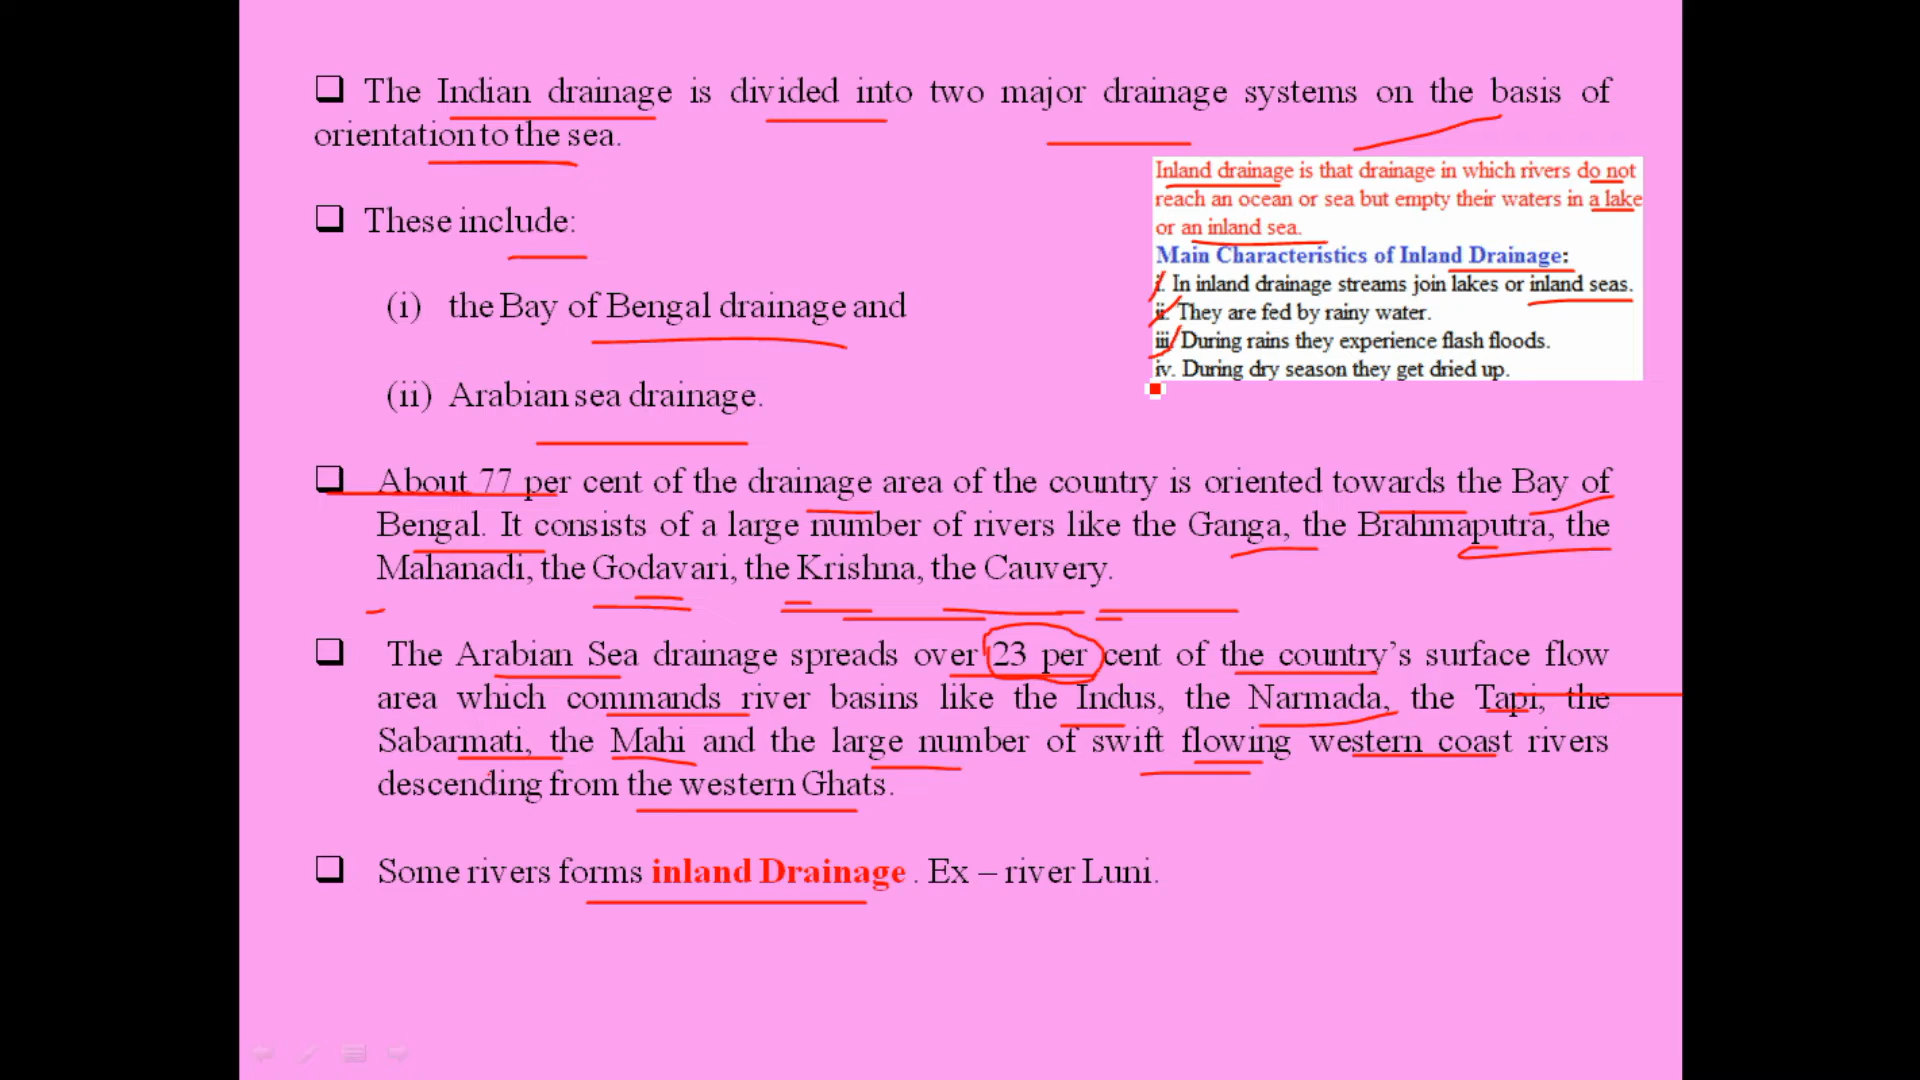 ❑ The Indian drainage is divided into two major drainage systems on the basis of
orientation to the sea.
❑ These include:
(i) the Bay of Bengal drainage and
(ii) Arabian sea drainage.
Inland drainage is that drainage in which rivers do not
reach an ocean or sea but empty their waters in a lake
or an inland sea.
Main Characteristics of Inland Drainage:
i. In inland drainage streams join lakes or inland seas.
ii. They are fed by rainy water.
iii. During rains they experience flash floods.
iv. During dry season they get dried up.
❑ About 77 per cent of the drainage area of the country is oriented towards the Bay of
Bengal. It consists of a large number of rivers like the Ganga, the Brahmaputra, the
Mahanadi, the Godavari, the Krishna, the Cauvery.
❑ The Arabian Sea drainage spreads over 23 per cent of the country’s surface flow
area which commands river basins like the Indus, the Narmada, the Tapi, the
Sabarmati, the Mahi and the large number of swift flowing western coast rivers
descending from the western Ghats.
❑ Some rivers forms inland Drainage . Ex – river Luni.